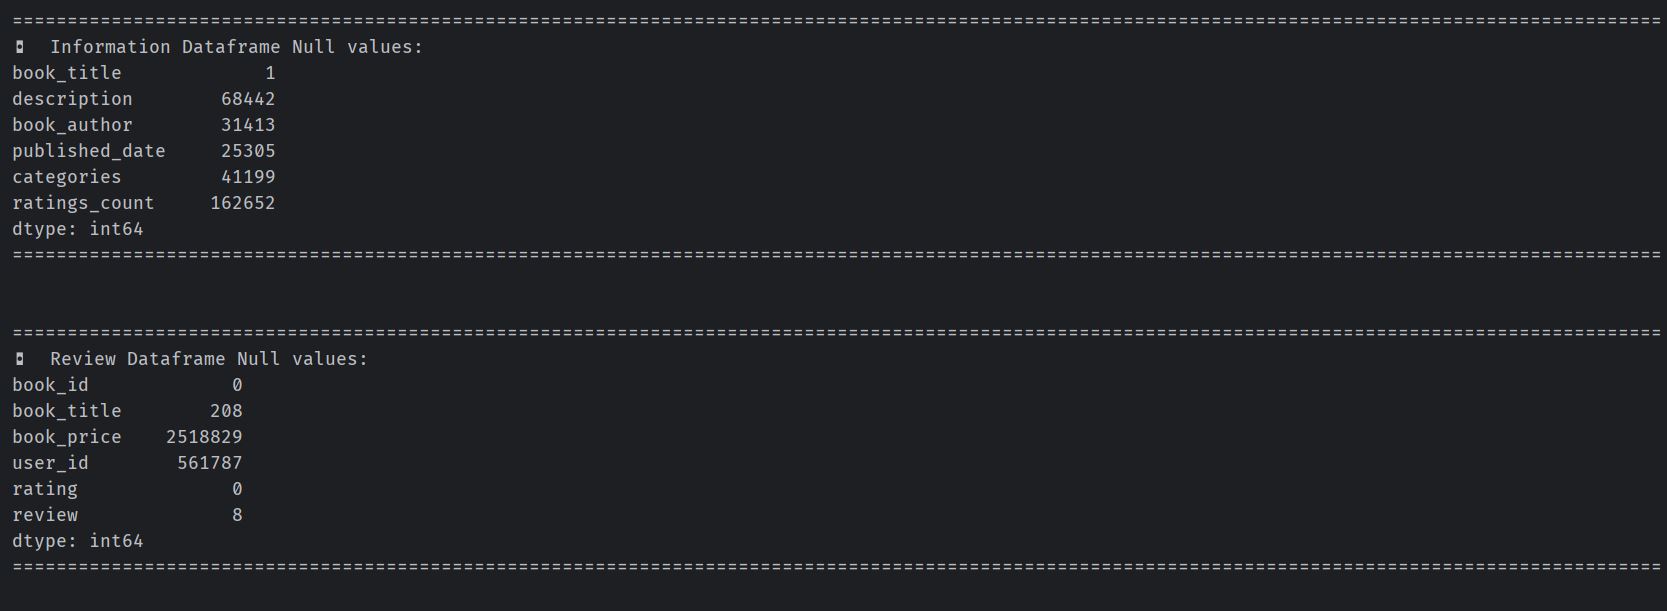 ======================================================================================================================================================
◘  Information Dataframe Null values:
book_title             1
description        68442
book_author        31413
published_date     25305
categories         41199
ratings_count     162652
dtype: int64
======================================================================================================================================================
======================================================================================================================================================
◘  Review Dataframe Null values:
book_id             0
book_title        208
book_price    2518829
user_id        561787
rating              0
review              8
dtype: int64
======================================================================================================================================================